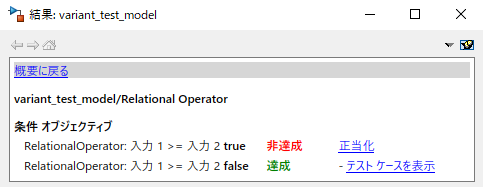 結果: variant_test_model
概要に戻る
variant_test_model/Relational Operator
条件 オブジェクティブ
RelationalOperator: 入力 1 >= 入力 2 true 非達成 正当化
RelationalOperator: 入力 1 >= 入力 2 false 達成 - テスト ケースを表示